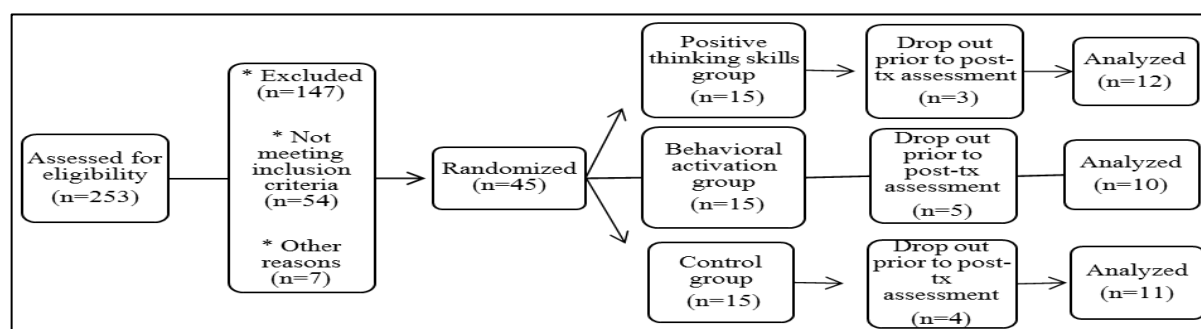 Assessed for
eligibility
(n=253)
* Excluded
(n=147)
* Not
meeting
inclusion
criteria
(n=54)
* Other
reasons
(n=7)
Randomized
(n=45)
Positive
thinking skills
group
(n=15)
Drop out
prior to post-
tx assessment
(n=3)
Analyzed
(n=12)
Behavioral
activation
group
(n=15)
Drop out
prior to
post-tx
assessment
(n=5)
Analyzed
(n=10)
Control
group
(n=15)
Drop out
prior to post-
tx
assessment
(n=4)
Analyzed
(n=11)